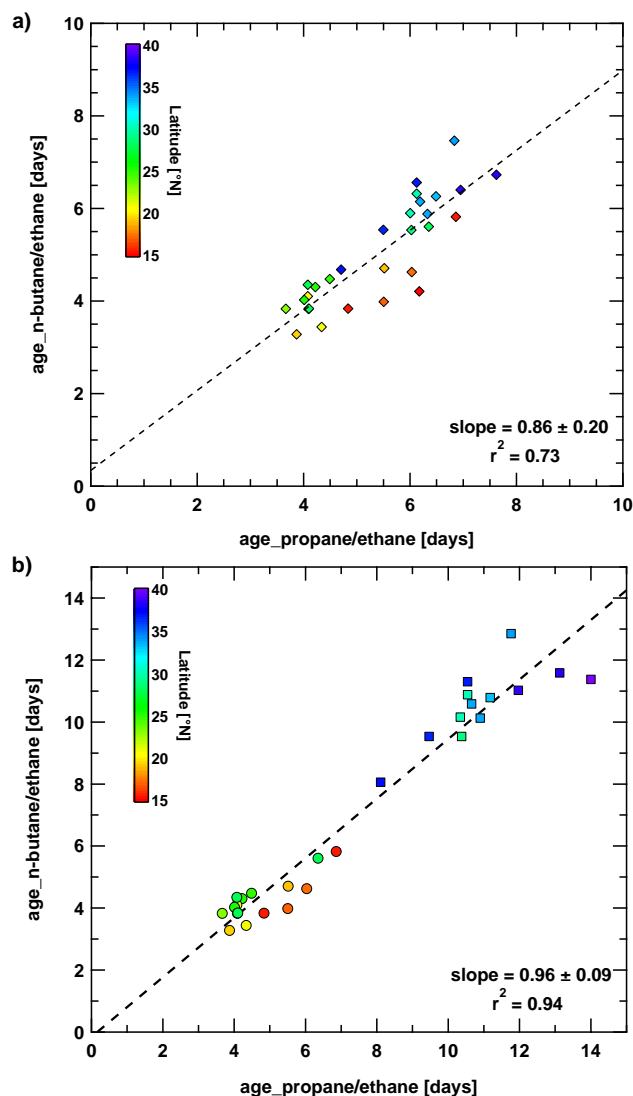 a)
10
8
6
4
2
0
age_n-butane/ethane [days]
40
35
30
25
20
15
Latitude [°N]
slope = 0.86 ± 0.20
r² = 0.73
0 2 4 6 8 10
age_propane/ethane [days]
b)
14
12
10
8
6
4
2
0
age_n-butane/ethane [days]
40
35
30
25
20
15
Latitude [°N]
slope = 0.96 ± 0.09
r² = 0.94
0 2 4 6 8 10 12 14
age_propane/ethane [days]